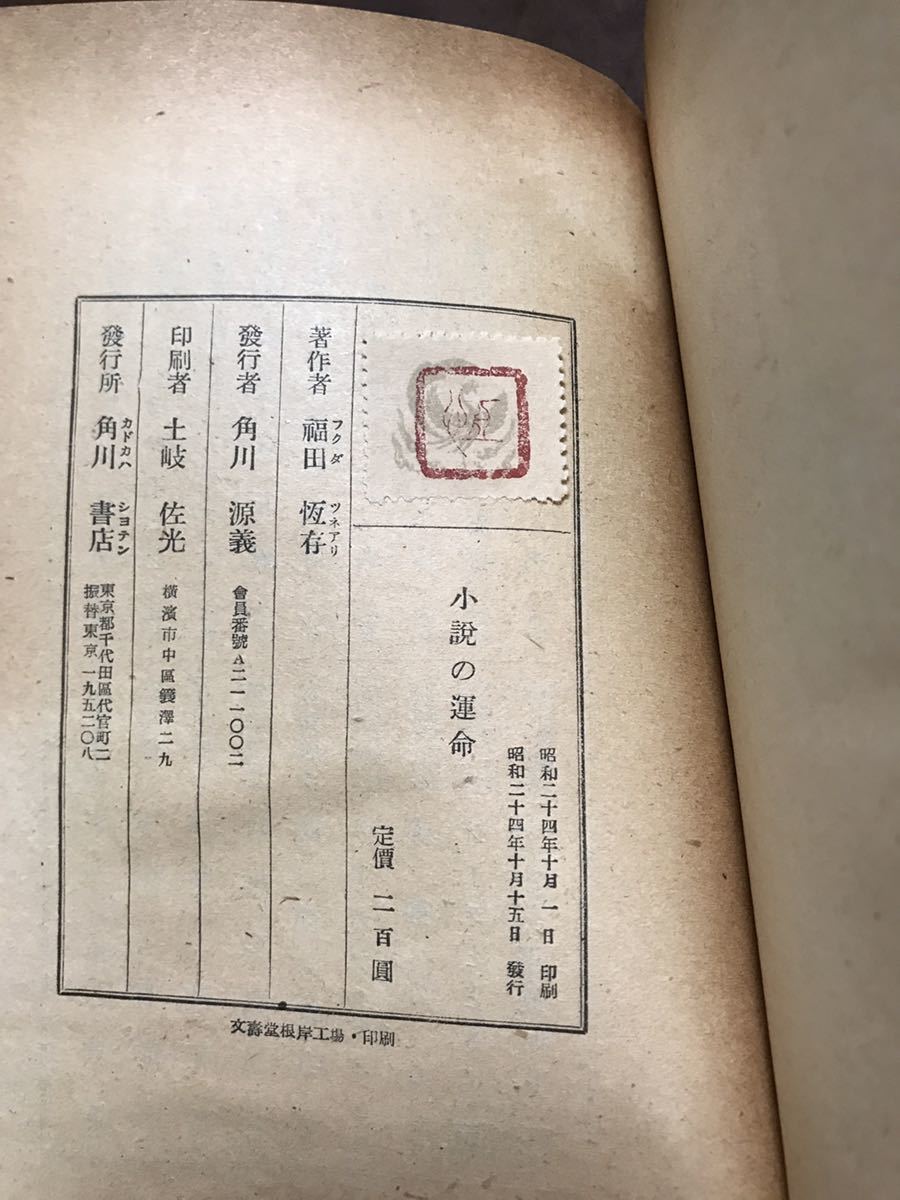 昭和二十四年十月一日 印刷
昭和二十四年十月十五日 發行
小說の運命
定價 二百圓
著作者 福田 恆存
フクダ ツネアリ
發行者 角川 源義
會員番號A二一一〇〇二
印刷者 土岐 佐光
橫濱市中區簑澤二九
發行所 角川 書店
カドカハ シヨテン
東京都千代田區代官町二
振替東京一九五二〇八
文壽堂根岸工場・印刷